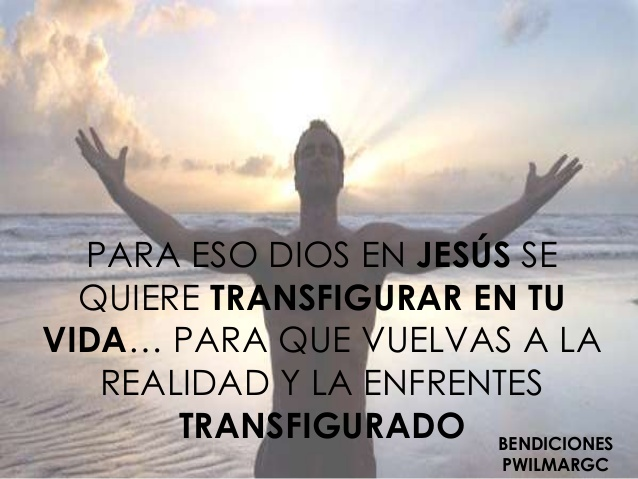 PARA ESO DIOS EN JESÚS SE
QUIERE TRANSFIGURAR EN TU
VIDA... PARA QUE VUELVAS A LA
REALIDAD Y LA ENFRENTES
TRANSFIGURADO
BENDICIONES
PWILMARGC